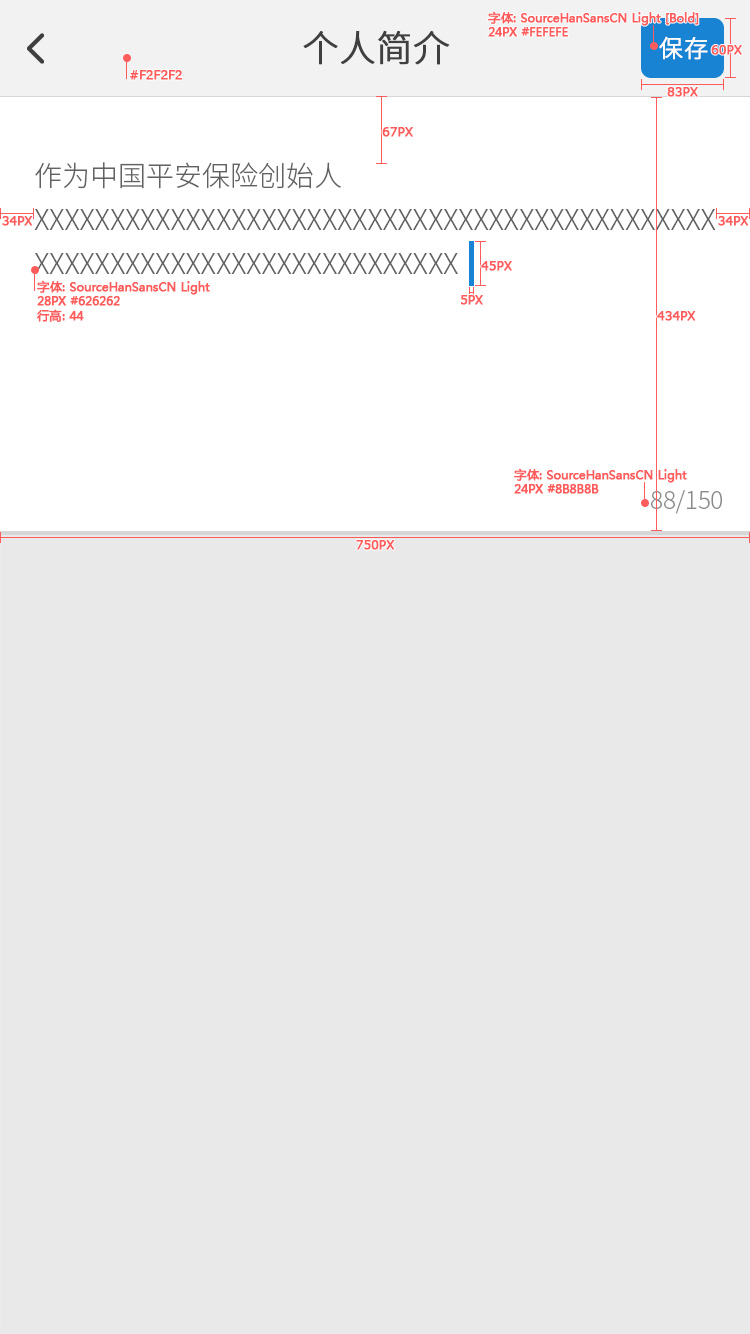 字体: SourceHanSansCN Light [Bold]
24PX #FEFEFE
个人简介
保存
60PX
#F2F2F2
83PX
67PX
作为中国平安保险创始人
34PX
XXXXXXXXXXXXXXXXXXXXXXXXXXXXXXXXXXXXXXXXXXXXX
34PX
XXXXXXXXXXXXXXXXXXXXXXXXXXXX
45PX
字体: SourceHanSansCN Light
28PX #626262
行高: 44
5PX
434PX
字体: SourceHanSansCN Light
24PX #8B8B8B
88/150
750PX